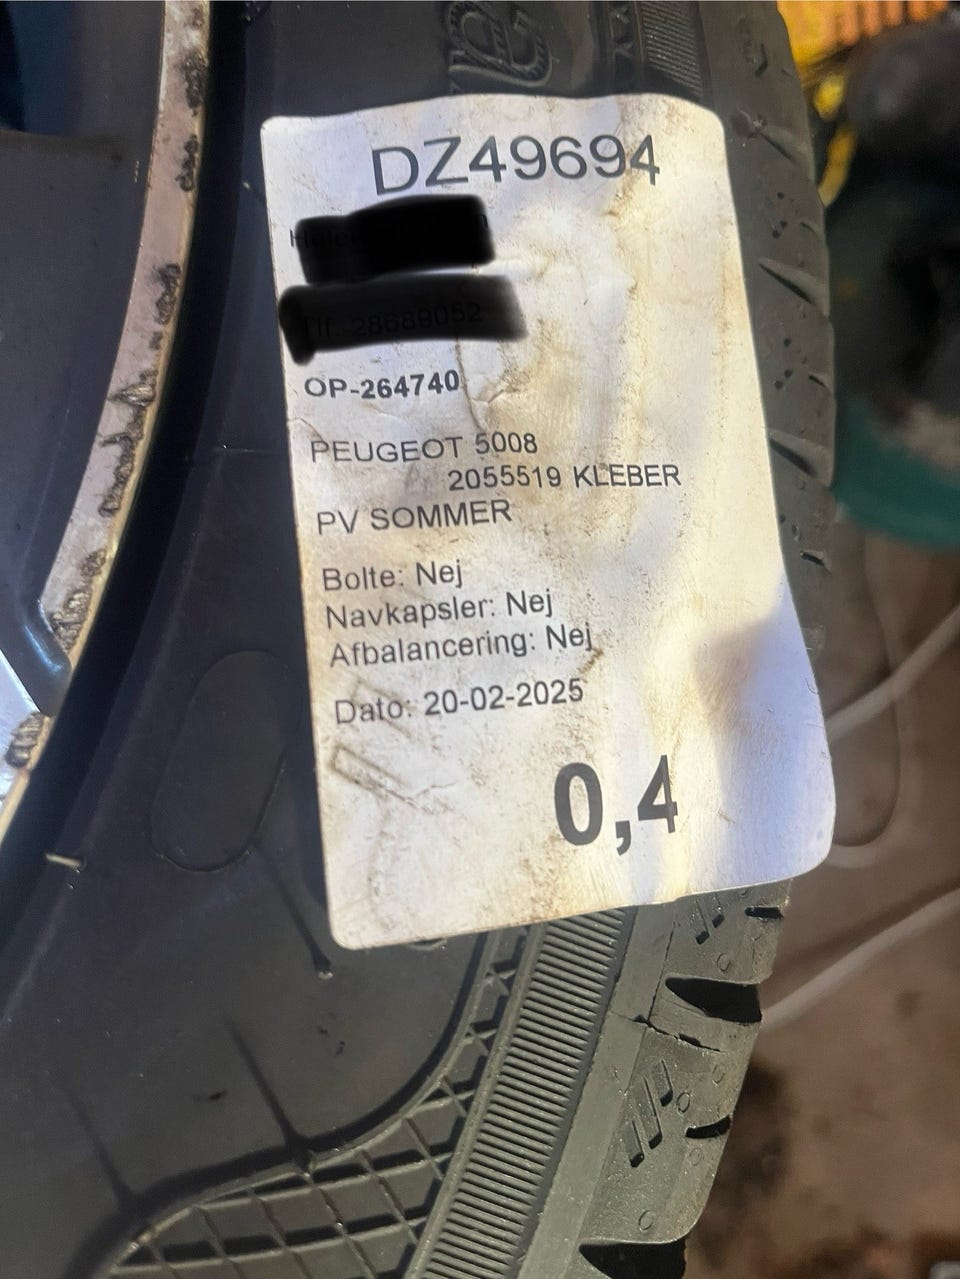 DZ49694
OP-264740
PEUGEOT 5008
2055519 KLEBER
PV SOMMER
Bolte: Nej
Navkapsler: Nej
Afbalancering: Nej
Dato: 20-02-2025
0,4